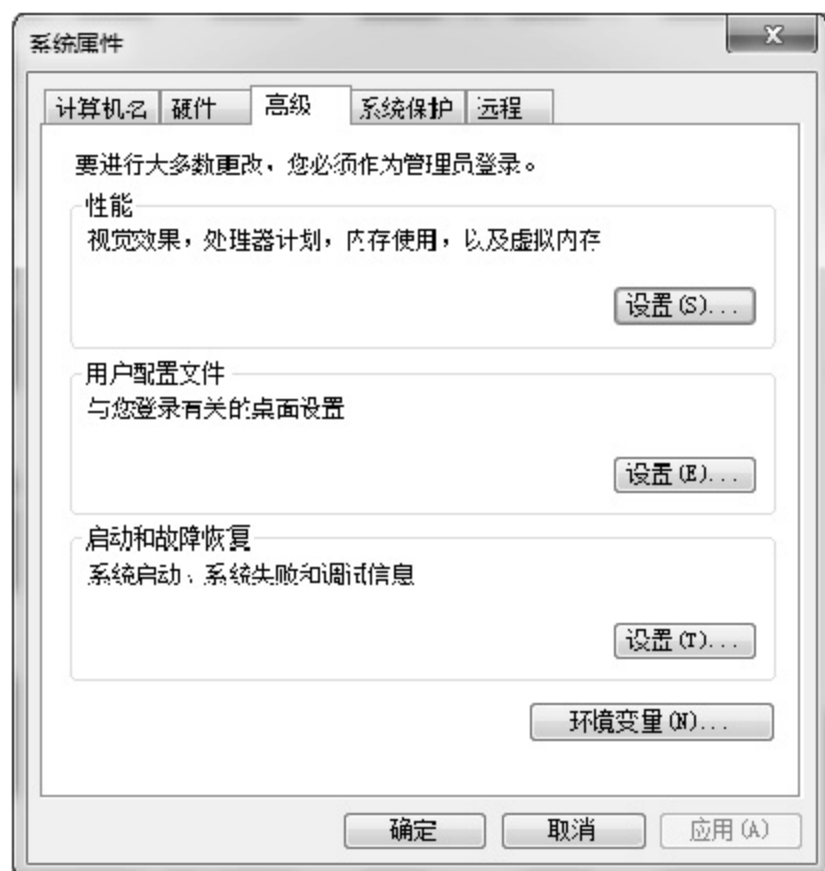 系统属性
计算机名 硬件 高级 系统保护 远程
要进行大多数更改，您必须作为管理员登录。
性能
视觉效果，处理器计划，内存使用，以及虚拟内存
设置(S)...
用户配置文件
与您登录有关的桌面设置
设置(E)...
启动和故障恢复
系统启动、系统失败和调试信息
设置(T)...
环境变量(N)...
确定 取消 应用(A)